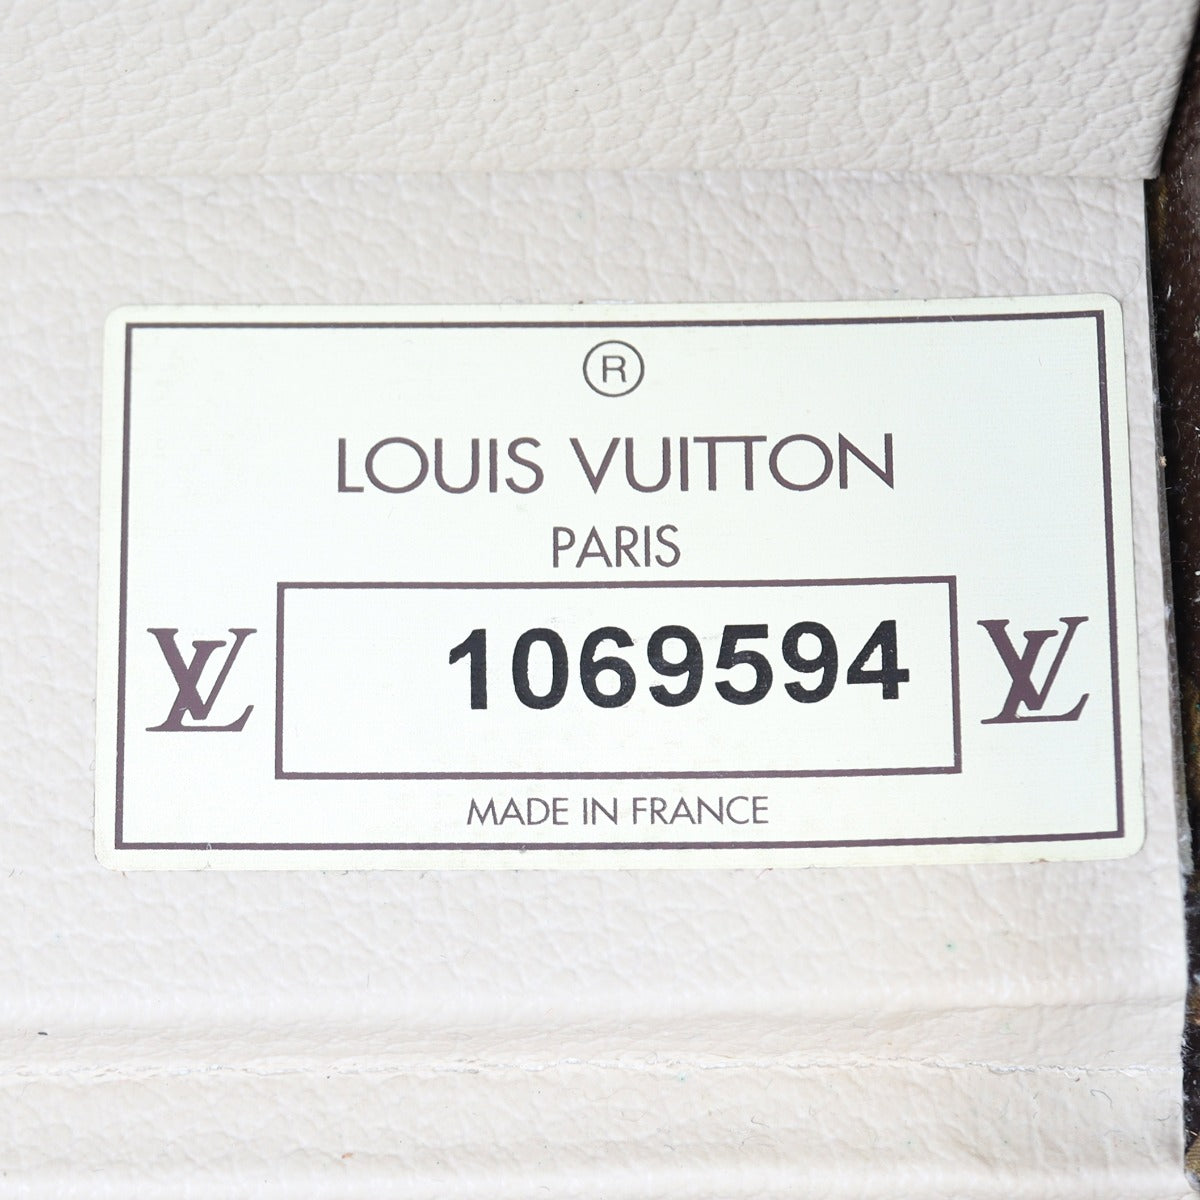 ®
LOUIS VUITTON
PARIS
LV 1069594 LV
MADE IN FRANCE